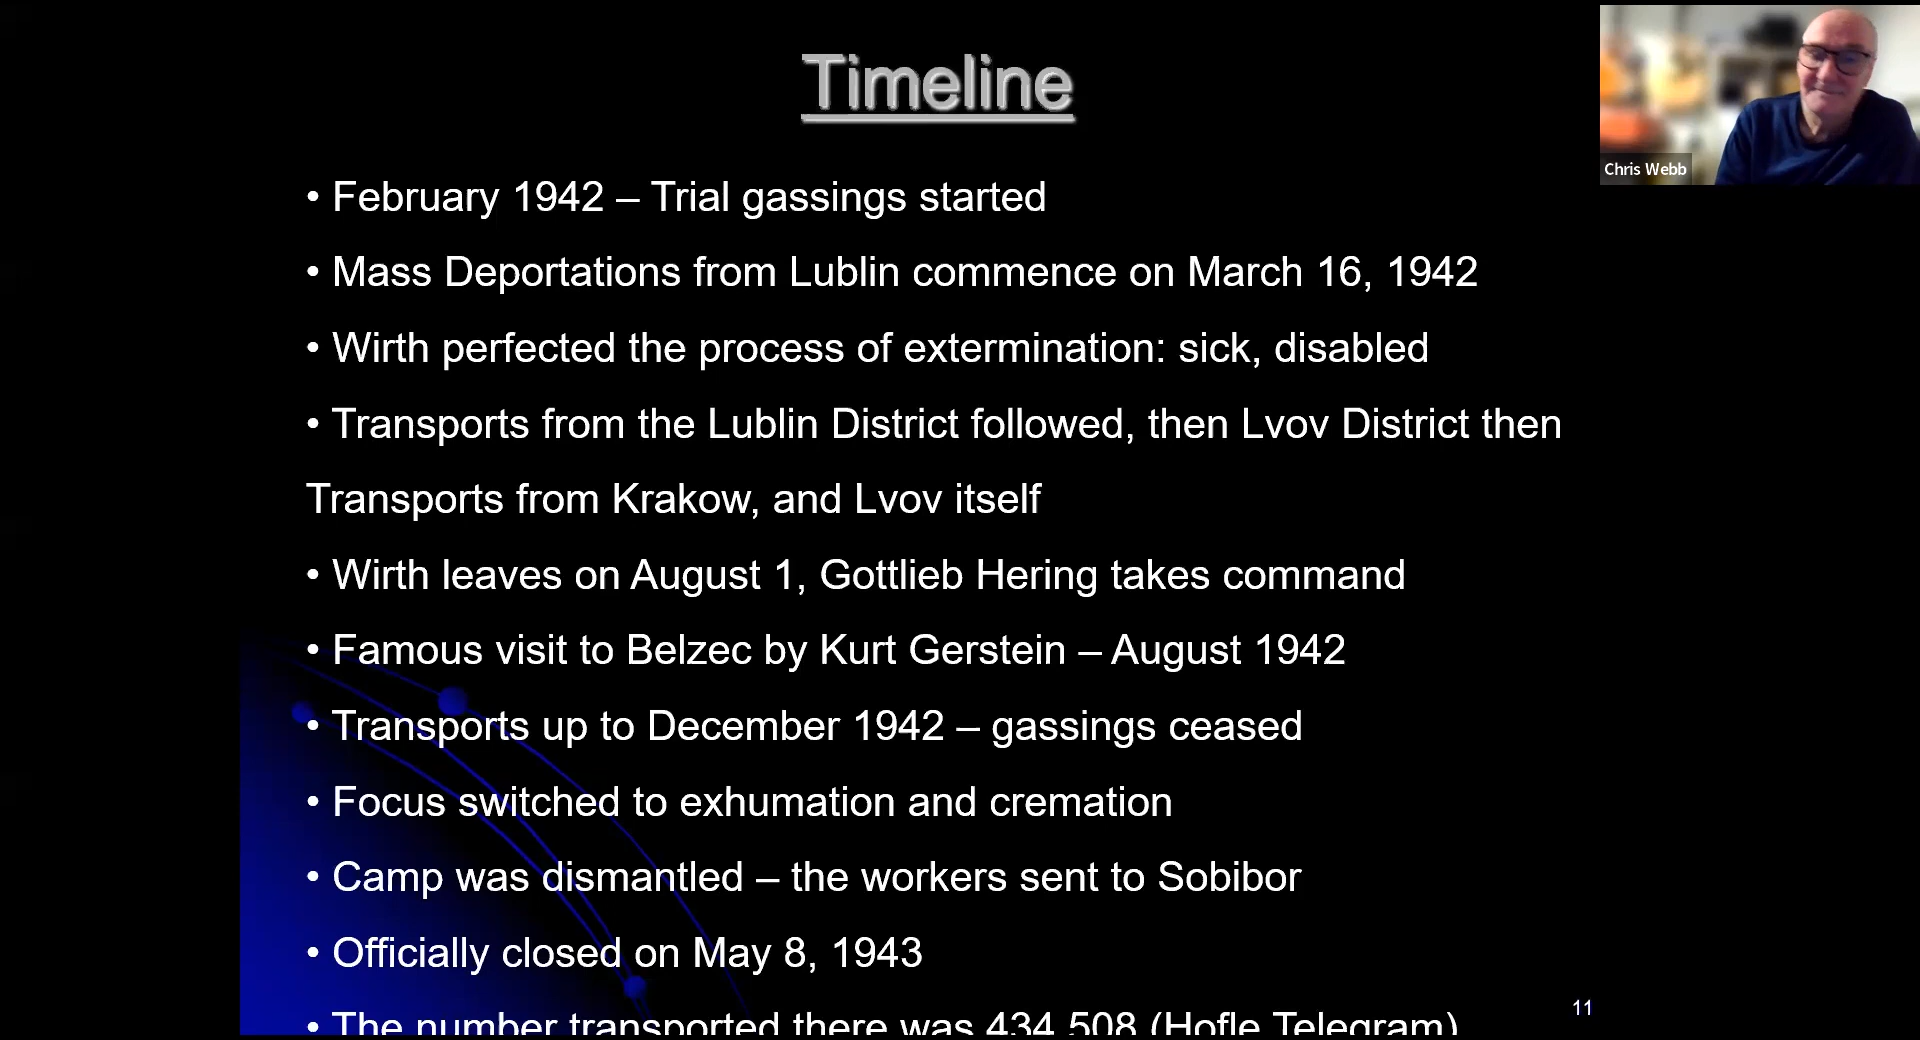 Timeline
Chris Webb
• February 1942 – Trial gassings started
• Mass Deportations from Lublin commence on March 16, 1942
• Wirth perfected the process of extermination: sick, disabled
• Transports from the Lublin District followed, then Lvov District then
Transports from Krakow, and Lvov itself
• Wirth leaves on August 1, Gottlieb Hering takes command
• Famous visit to Belzec by Kurt Gerstein – August 1942
• Transports up to December 1942 – gassings ceased
• Focus switched to exhumation and cremation
• Camp was dismantled – the workers sent to Sobibor
• Officially closed on May 8, 1943
• The number transported there was 434,508 (Hofle Telegram)
11